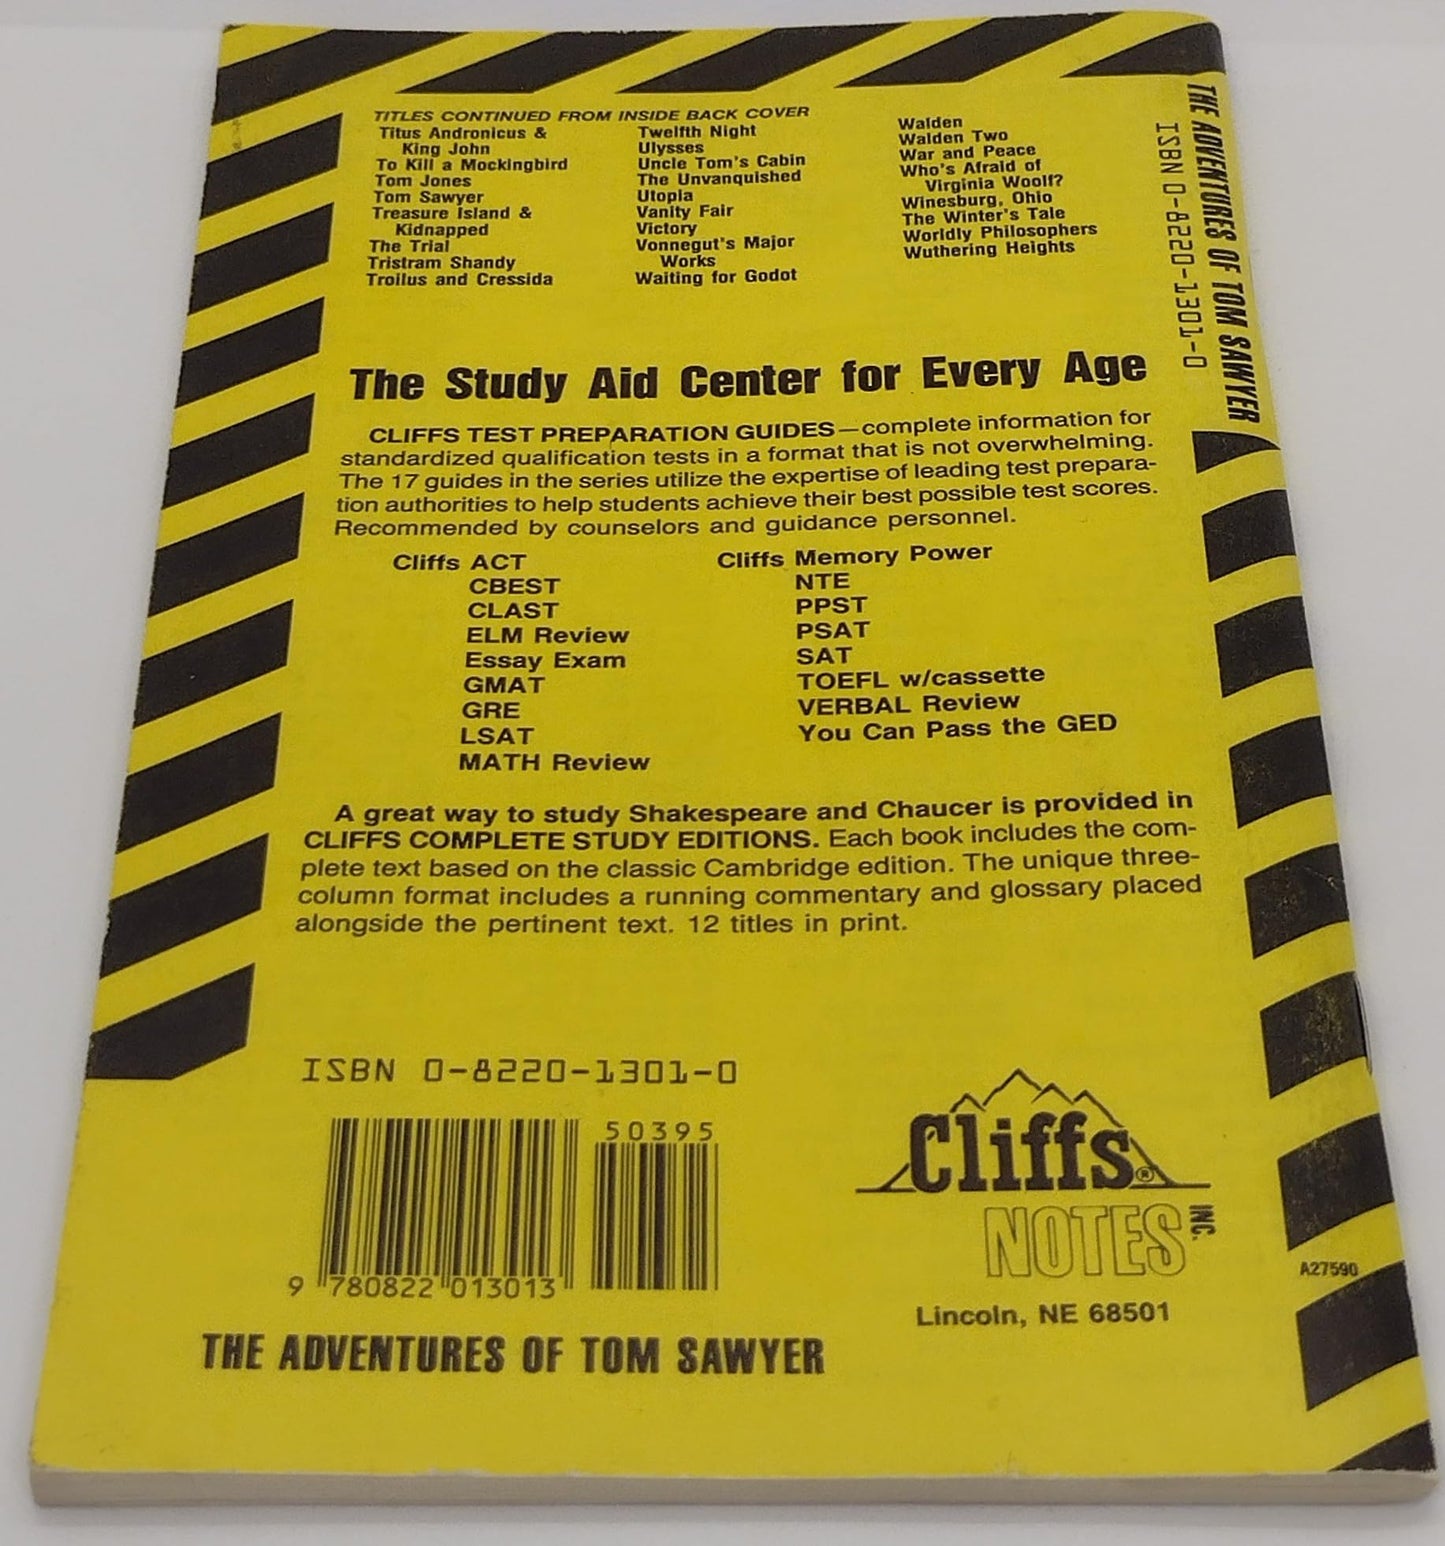 TITLES CONTINUED FROM INSIDE BACK COVER
Titus Andronicus &
King John
To Kill a Mockingbird
Tom Jones
Tom Sawyer
Treasure Island &
Kidnapped
The Trial
Tristram Shandy
Troilus and Cressida
Twelfth Night
Ulysses
Uncle Tom's Cabin
The Unvanquished
Utopia
Vanity Fair
Victory
Vonnegut's Major
Works
Waiting for Godot
Walden
Walden Two
War and Peace
Who's Afraid of
Virginia Woolf?
Winesburg, Ohio
The Winter's Tale
Worldly Philosophers
Wuthering Heights
The Study Aid Center for Every Age
CLIFFS TEST PREPARATION GUIDES—complete information for
standardized qualification tests in a format that is not overwhelming.
The 17 guides in the series utilize the expertise of leading test prepara-
tion authorities to help students achieve their best possible test scores.
Recommended by counselors and guidance personnel.
Cliffs ACT
CBEST
CLAST
ELM Review
Essay Exam
GMAT
GRE
LSAT
MATH Review
Cliffs Memory Power
NTE
PPST
PSAT
SAT
TOEFL w/cassette
VERBAL Review
You Can Pass the GED
A great way to study Shakespeare and Chaucer is provided in
CLIFFS COMPLETE STUDY EDITIONS. Each book includes the com-
plete text based on the classic Cambridge edition. The unique three-
column format includes a running commentary and glossary placed
alongside the pertinent text. 12 titles in print.
ISBN 0-8220-1301-0
50395
9 780822 013013
THE ADVENTURES OF TOM SAWYER
Cliffs®
NOTES INC.
Lincoln, NE 68501
THE ADVENTURES OF TOM SAWYER
ISBN 0-8220-1301-0
A27590